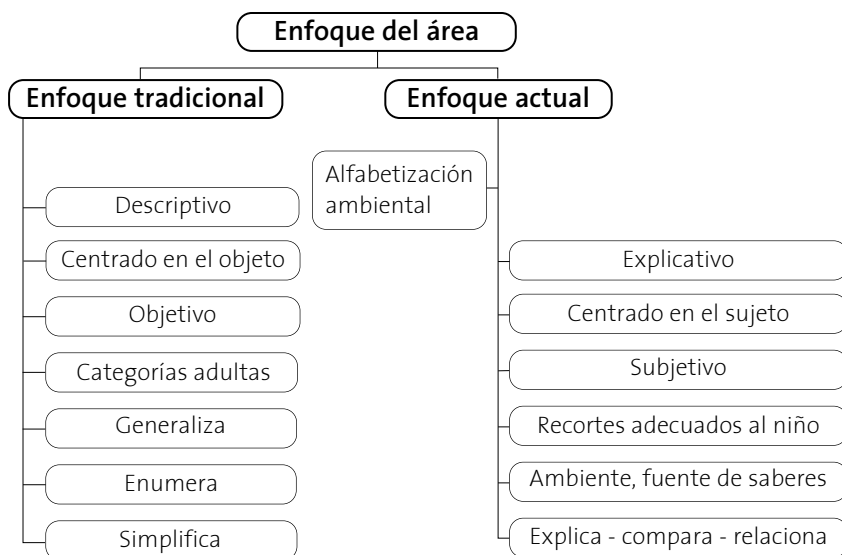 Enfoque del área
Enfoque tradicional
Descriptivo
Centrado en el objeto
Objetivo
Categorías adultas
Generaliza
Enumera
Simplifica
Enfoque actual
Alfabetización
ambiental
Explicativo
Centrado en el sujeto
Subjetivo
Recortes adecuados al niño
Ambiente, fuente de saberes
Explica - compara - relaciona